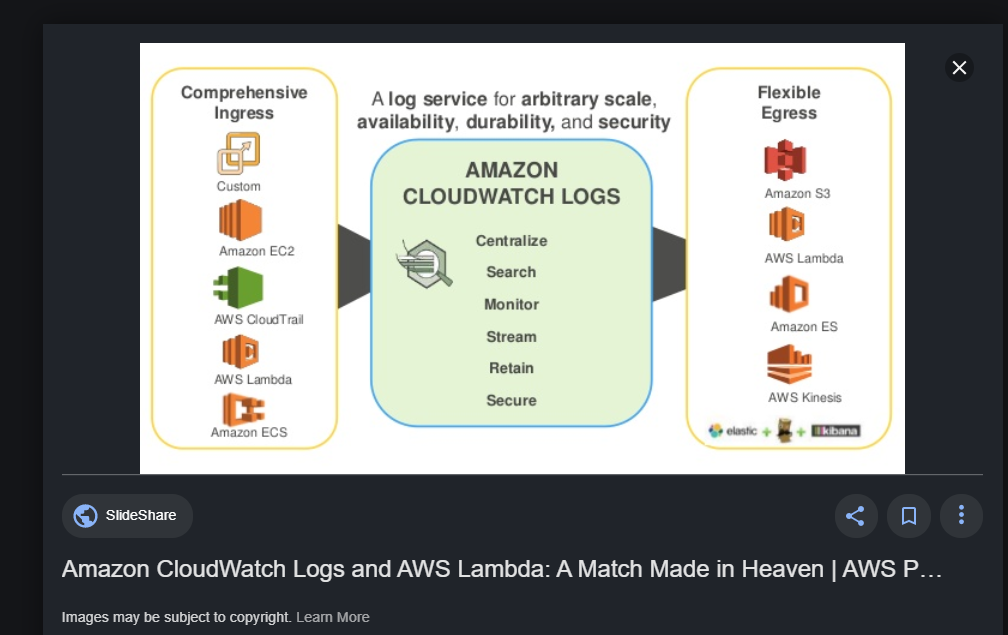 Comprehensive
Ingress
Custom
Amazon EC2
AWS CloudTrail
AWS Lambda
Amazon ECS
A log service for arbitrary scale,
availability, durability, and security
AMAZON
CLOUDWATCH LOGS
Centralize
Search
Monitor
Stream
Retain
Secure
Flexible
Egress
Amazon S3
AWS Lambda
Amazon ES
AWS Kinesis
elastic + + kibana
SlideShare
Amazon CloudWatch Logs and AWS Lambda: A Match Made in Heaven | AWS P...
Images may be subject to copyright. Learn More